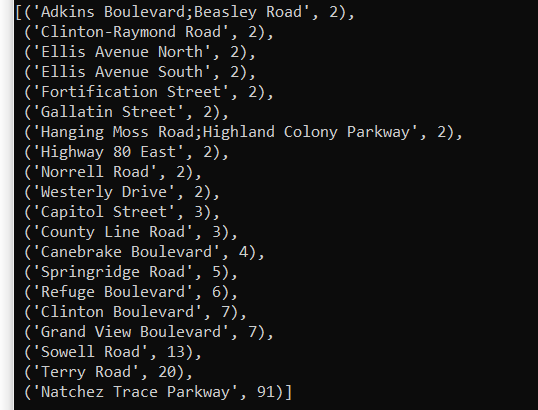 [('Adkins Boulevard;Beasley Road', 2),
('Clinton-Raymond Road', 2),
('Ellis Avenue North', 2),
('Ellis Avenue South', 2),
('Fortification Street', 2),
('Gallatin Street', 2),
('Hanging Moss Road;Highland Colony Parkway', 2),
('Highway 80 East', 2),
('Norrell Road', 2),
('Westerly Drive', 2),
('Capitol Street', 3),
('County Line Road', 3),
('Canebrake Boulevard', 4),
('Springridge Road', 5),
('Refuge Boulevard', 6),
('Clinton Boulevard', 7),
('Grand View Boulevard', 7),
('Sowell Road', 13),
('Terry Road', 20),
('Natchez Trace Parkway', 91)]